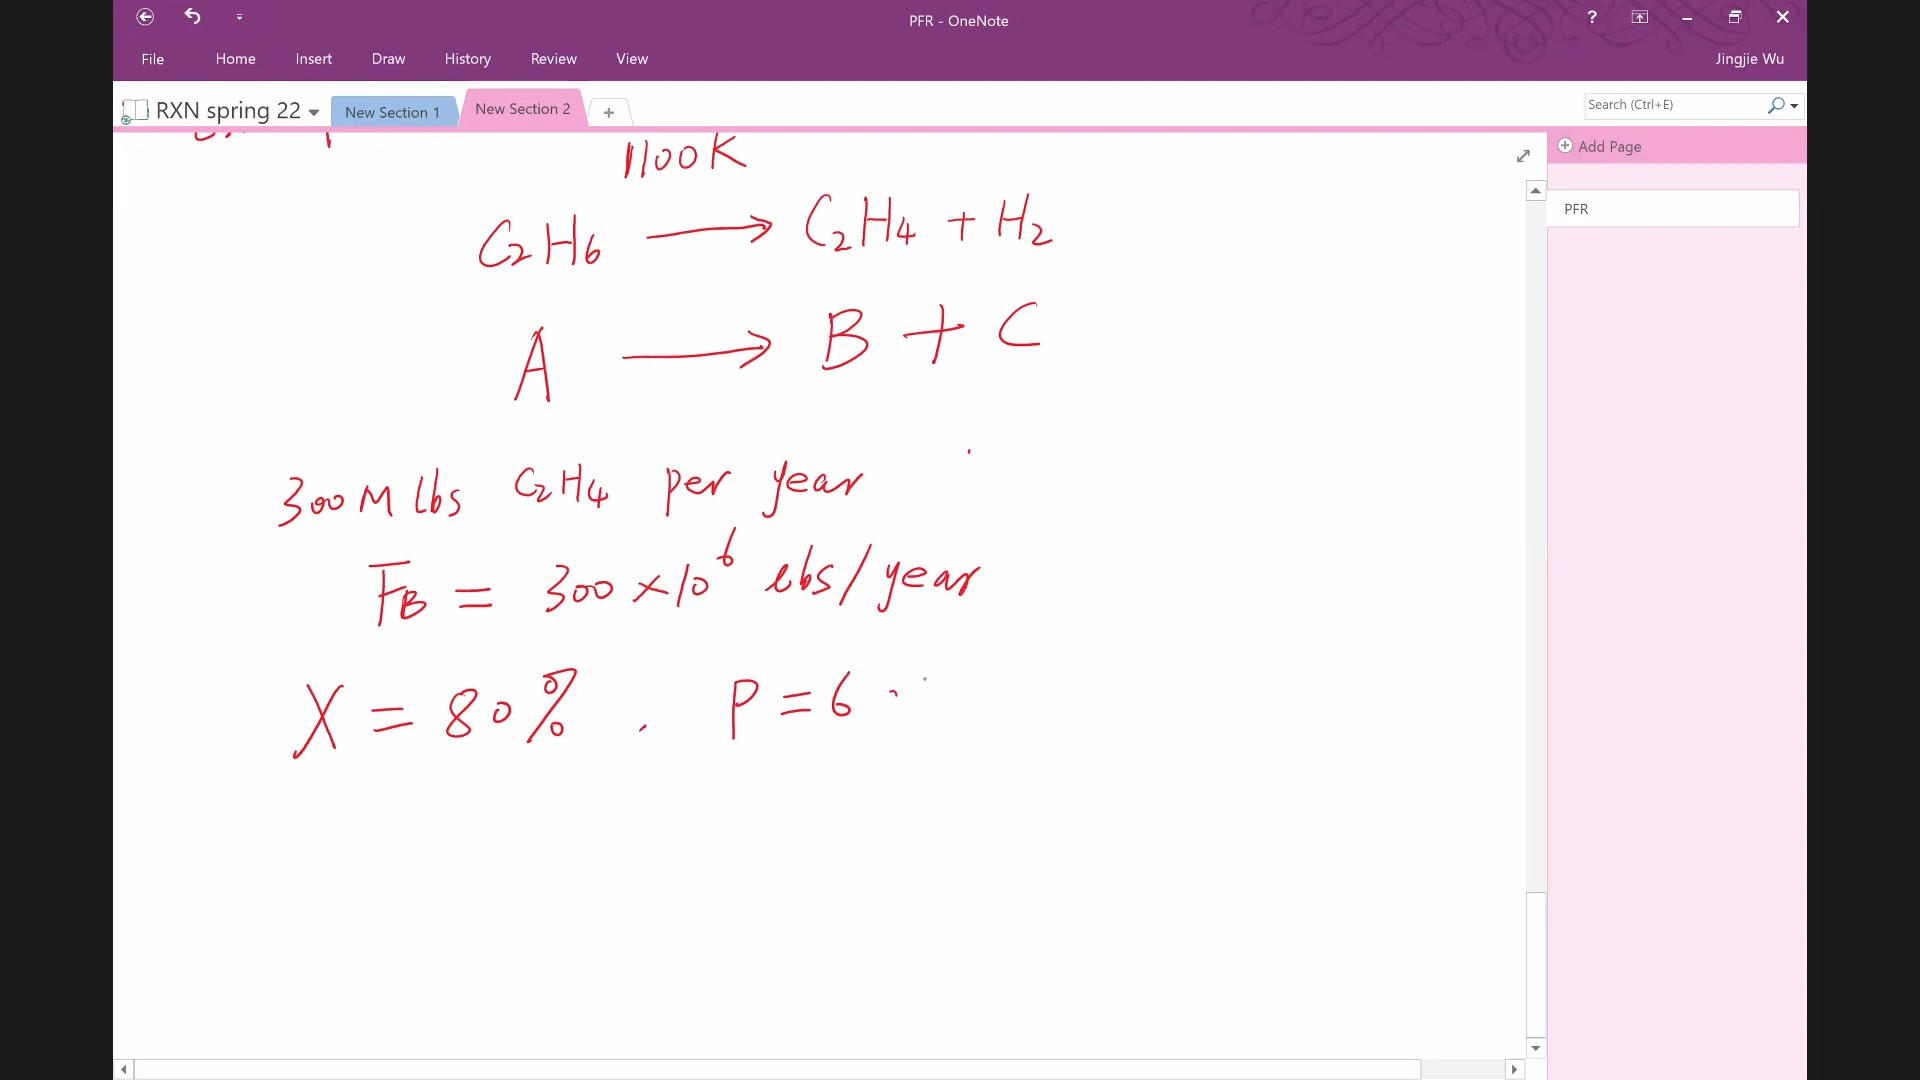 PFR - OneNote
?
File Home Insert Draw History Review View
Jingjie Wu
RXN spring 22
New Section 1
New Section 2
+
Search (Ctrl+E)
Add Page
PFR
1100K
C2H6 → C2H4 + H2
A → B + C
300M lbs C2H4 per year
FB = 300 × 10^6 lbs/year
X = 80% . P = 6